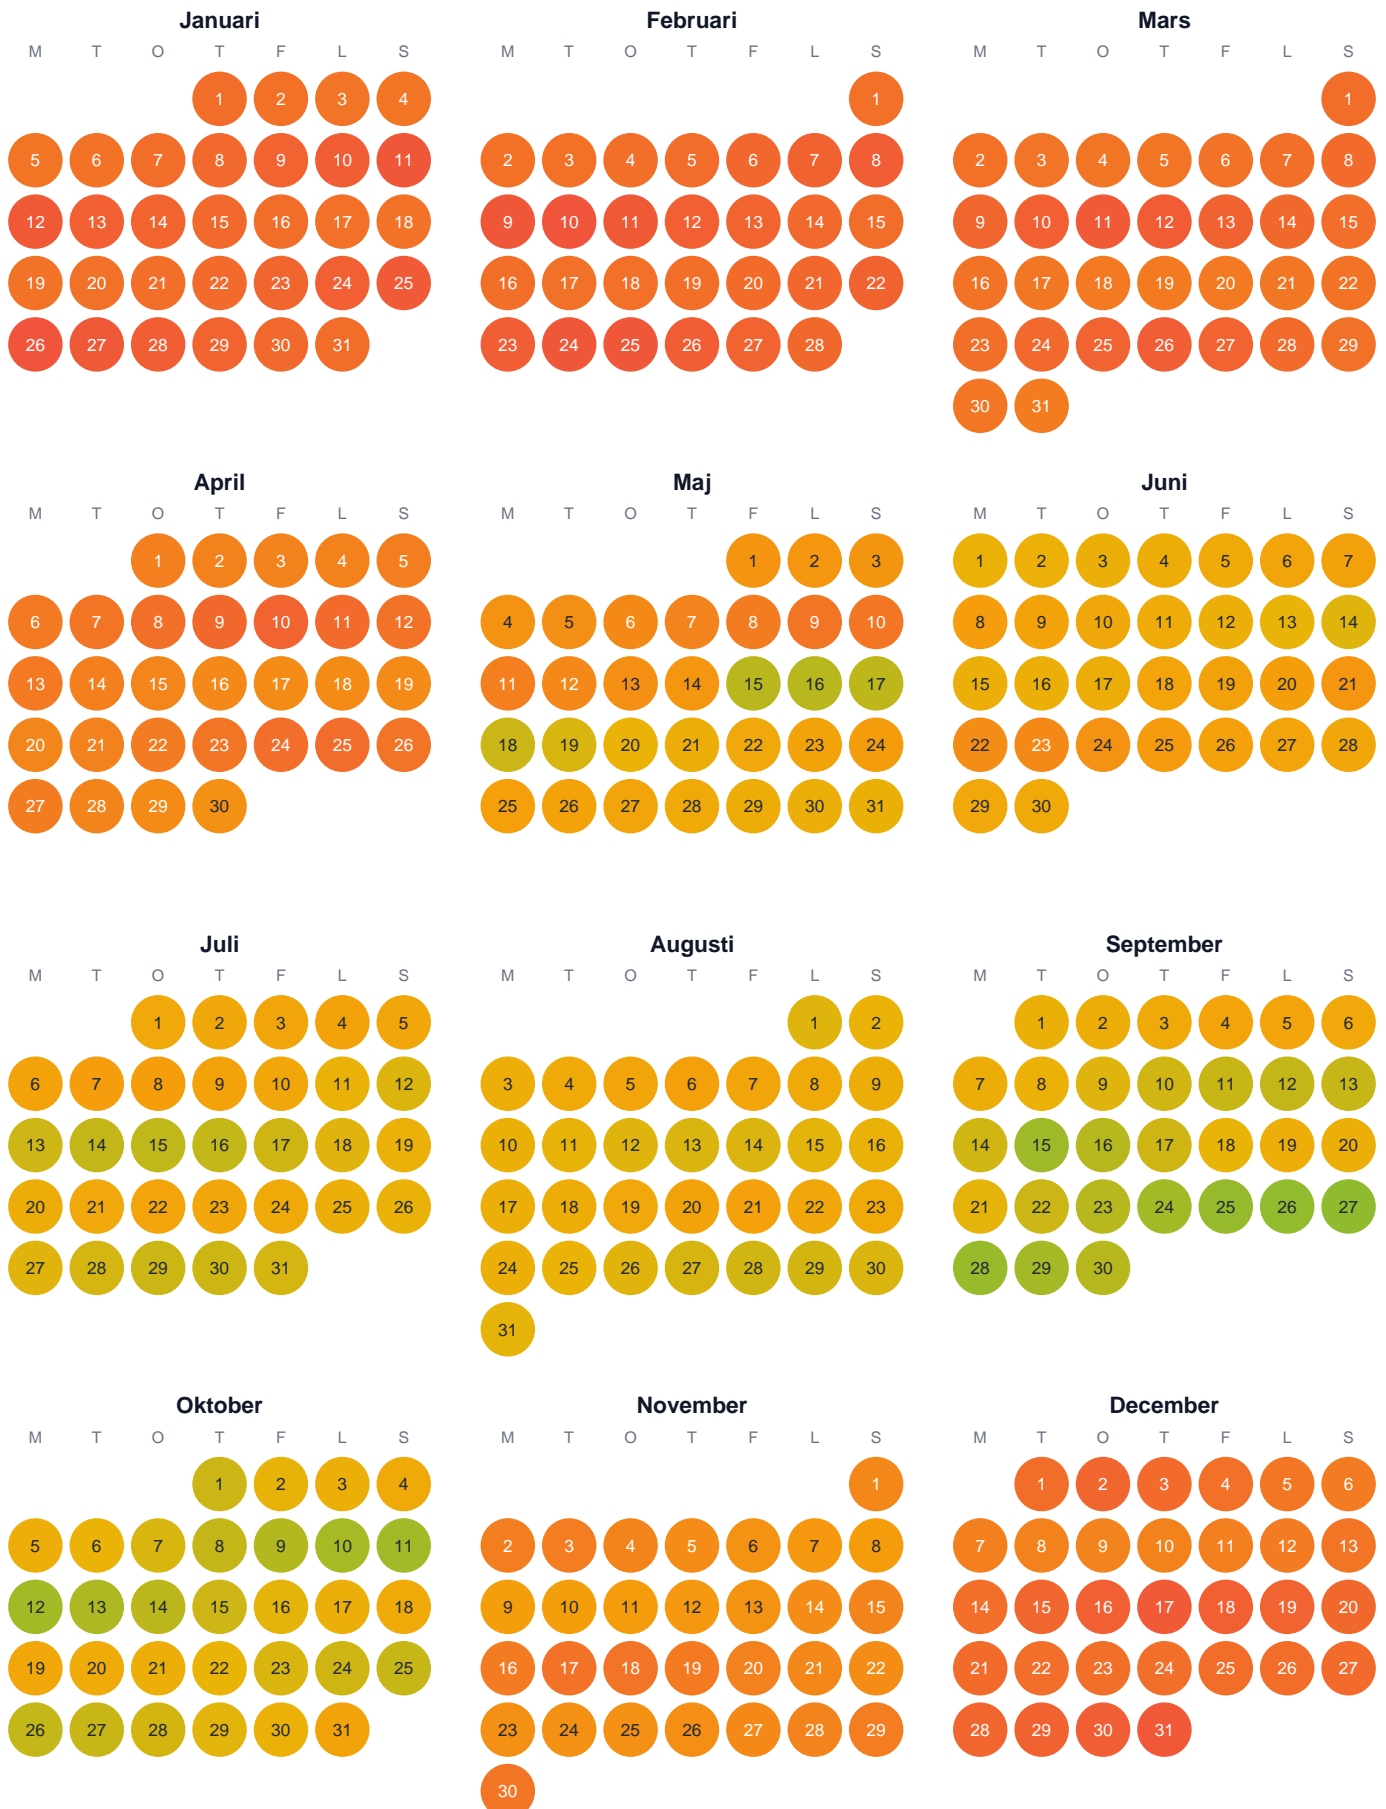 Januari Februari Mars
M T O T F L S M T O T F L S M T O T F L S
1 2 3 4 1 1
5 6 7 8 9 10 11 2 3 4 5 6 7 8 2 3 4 5 6 7 8
12 13 14 15 16 17 18 9 10 11 12 13 14 15 9 10 11 12 13 14 15
19 20 21 22 23 24 25 16 17 18 19 20 21 22 16 17 18 19 20 21 22
26 27 28 29 30 31 23 24 25 26 27 28 23 24 25 26 27 28 29
30 31
April Maj Juni
M T O T F L S M T O T F L S M T O T F L S
1 2 3 4 5 1 2 3 1 2 3 4 5 6 7
6 7 8 9 10 11 12 4 5 6 7 8 9 10 8 9 10 11 12 13 14
13 14 15 16 17 18 19 11 12 13 14 15 16 17 15 16 17 18 19 20 21
20 21 22 23 24 25 26 18 19 20 21 22 23 24 22 23 24 25 26 27 28
27 28 29 30 25 26 27 28 29 30 31 29 30
Juli Augusti September
M T O T F L S M T O T F L S M T O T F L S
1 2 3 4 5 1 2 1 2 3 4 5 6
6 7 8 9 10 11 12 3 4 5 6 7 8 9 7 8 9 10 11 12 13
13 14 15 16 17 18 19 10 11 12 13 14 15 16 14 15 16 17 18 19 20
20 21 22 23 24 25 26 17 18 19 20 21 22 23 21 22 23 24 25 26 27
27 28 29 30 31 24 25 26 27 28 29 30 28 29 30
31
Oktober November December
M T O T F L S M T O T F L S M T O T F L S
1 2 3 4 1 1 2 3 4 5 6
5 6 7 8 9 10 11 2 3 4 5 6 7 8 7 8 9 10 11 12 13
12 13 14 15 16 17 18 9 10 11 12 13 14 15 14 15 16 17 18 19 20
19 20 21 22 23 24 25 16 17 18 19 20 21 22 21 22 23 24 25 26 27
26 27 28 29 30 31 23 24 25 26 27 28 29 28 29 30 31
30